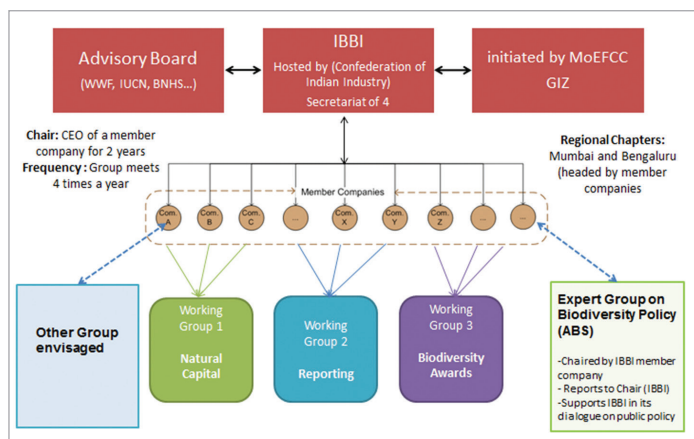 Advisory Board
(WWF, IUCN, BNHS...)
IBBI
Hosted by (Confederation of
Indian Industry)
Secretariat of 4
initiated by MoEFCC
GIZ
Chair: CEO of a member
company for 2 years
Frequency : Group meets
4 times a year
Regional Chapters:
Mumbai and Bengaluru
(headed by member
companies
Member Companies
Com.
A
Com.
B
Com.
C
...
Com.
X
Com.
Y
Com.
Z
...
...
Other Group
envisaged
Working
Group 1
Natural
Capital
Working
Group 2
Reporting
Working
Group 3
Biodiversity
Awards
Expert Group on
Biodiversity Policy
(ABS)
-Chaired by IBBI member
company
- Reports to Chair (IBBI)
-Supports IBBI in its
dialogue on public policy